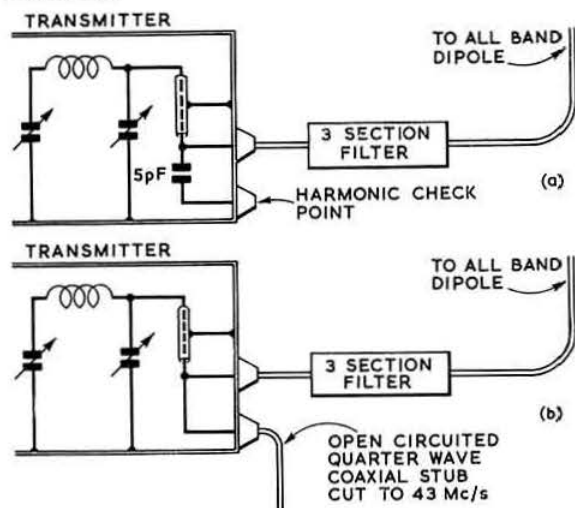 TRANSMITTER
TO ALL BAND
DIPOLE
3 SECTION
FILTER
5pF
(a)
HARMONIC CHECK
POINT
TRANSMITTER
TO ALL BAND
DIPOLE
3 SECTION
FILTER
(b)
OPEN CIRCUITED
QUARTER WAVE
COAXIAL STUB
CUT TO 43 Mc/s